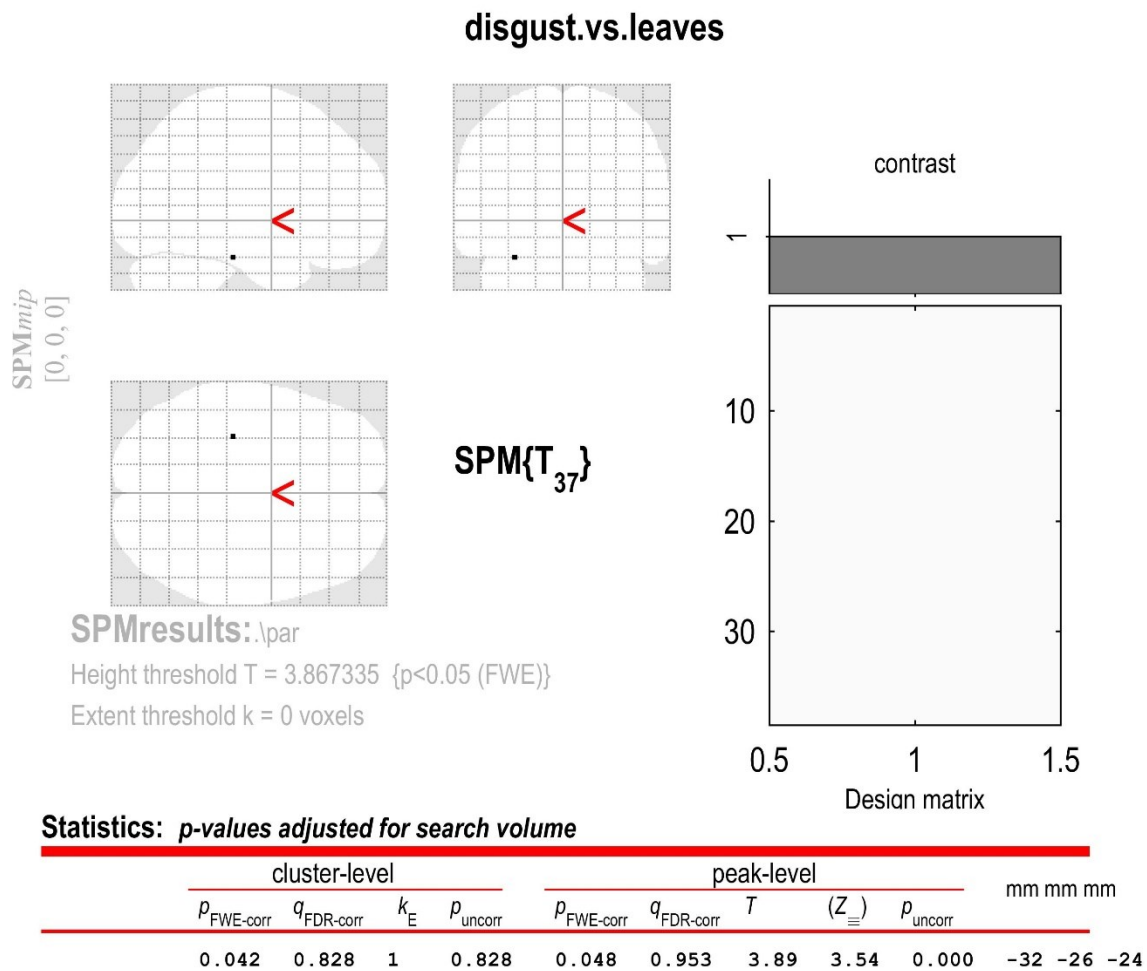 disgust.vs.leaves
SPMmip
[0, 0, 0]
<
<
<
SPM{T37}
SPMresults: .\par
Height threshold T = 3.867335 {p<0.05 (FWE)}
Extent threshold k = 0 voxels
contrast
1
10
20
30
0.5 1 1.5
Design matrix
Statistics: p-values adjusted for search volume
cluster-level peak-level mm mm mm
pFWE-corr qFDR-corr kE puncorr pFWE-corr qFDR-corr T (Z≡) puncorr
0.042 0.828 1 0.828 0.048 0.953 3.89 3.54 0.000 -32 -26 -24